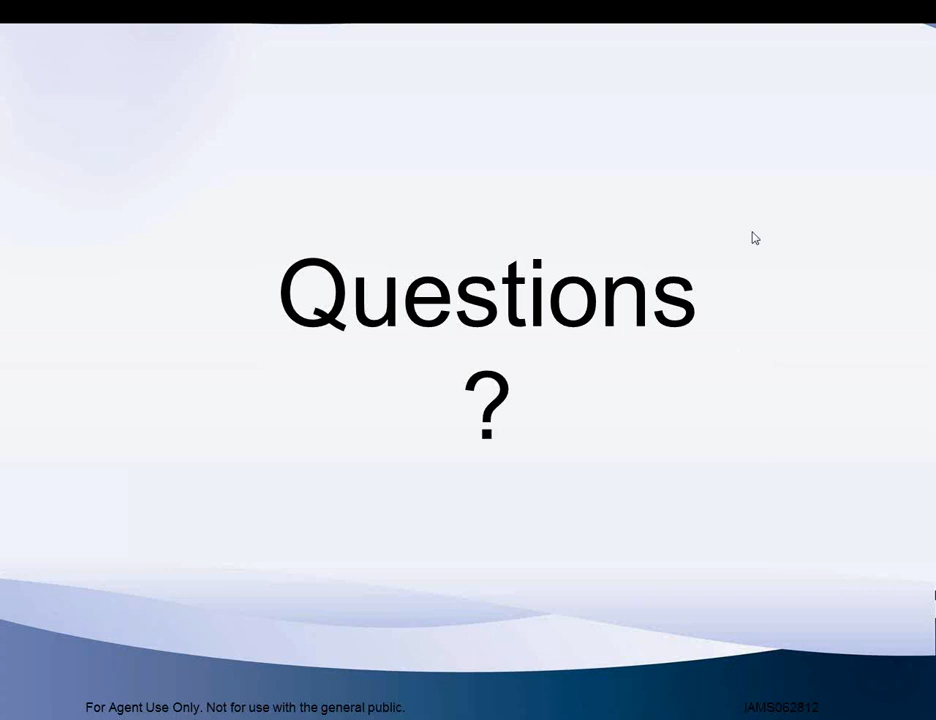 Questions
?
For Agent Use Only. Not for use with the general public.
IAMS062812